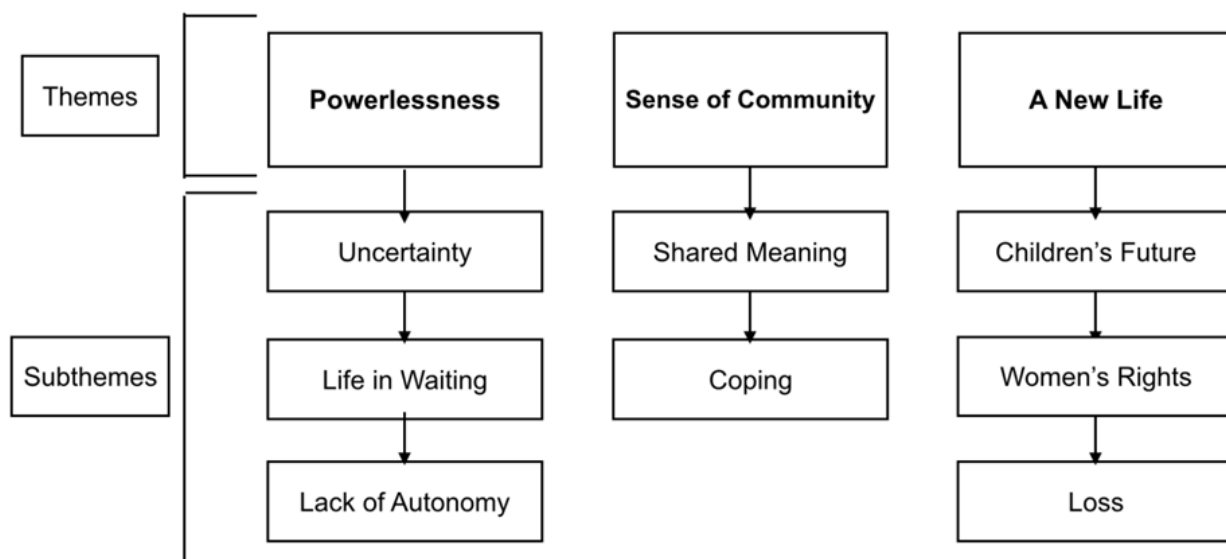 Themes
Powerlessness
Sense of Community
A New Life
Subthemes
Uncertainty
Shared Meaning
Children’s Future
Life in Waiting
Coping
Women’s Rights
Lack of Autonomy
Loss